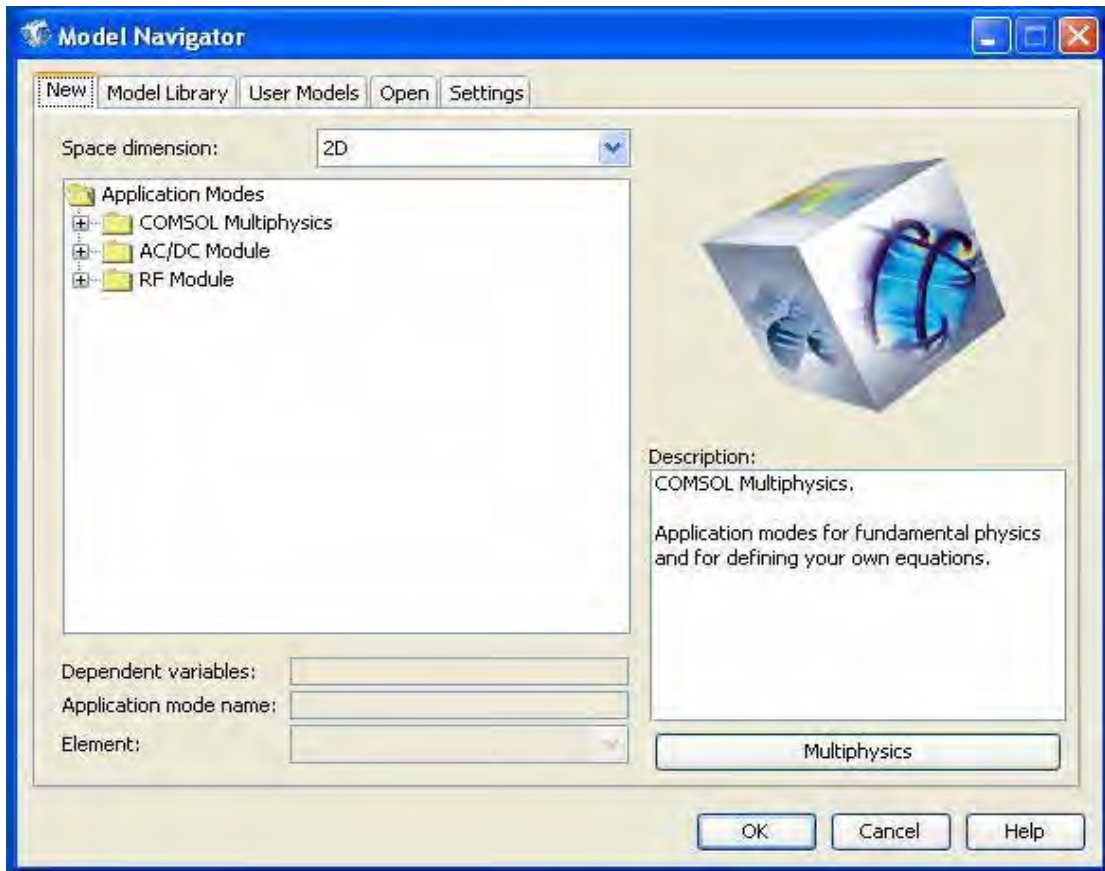 Model Navigator
New Model Library User Models Open Settings
Space dimension: 2D
Application Modes
COMSOL Multiphysics
AC/DC Module
RF Module
Description:
COMSOL Multiphysics.
Application modes for fundamental physics
and for defining your own equations.
Dependent variables:
Application mode name:
Element:
Multiphysics
OK Cancel Help